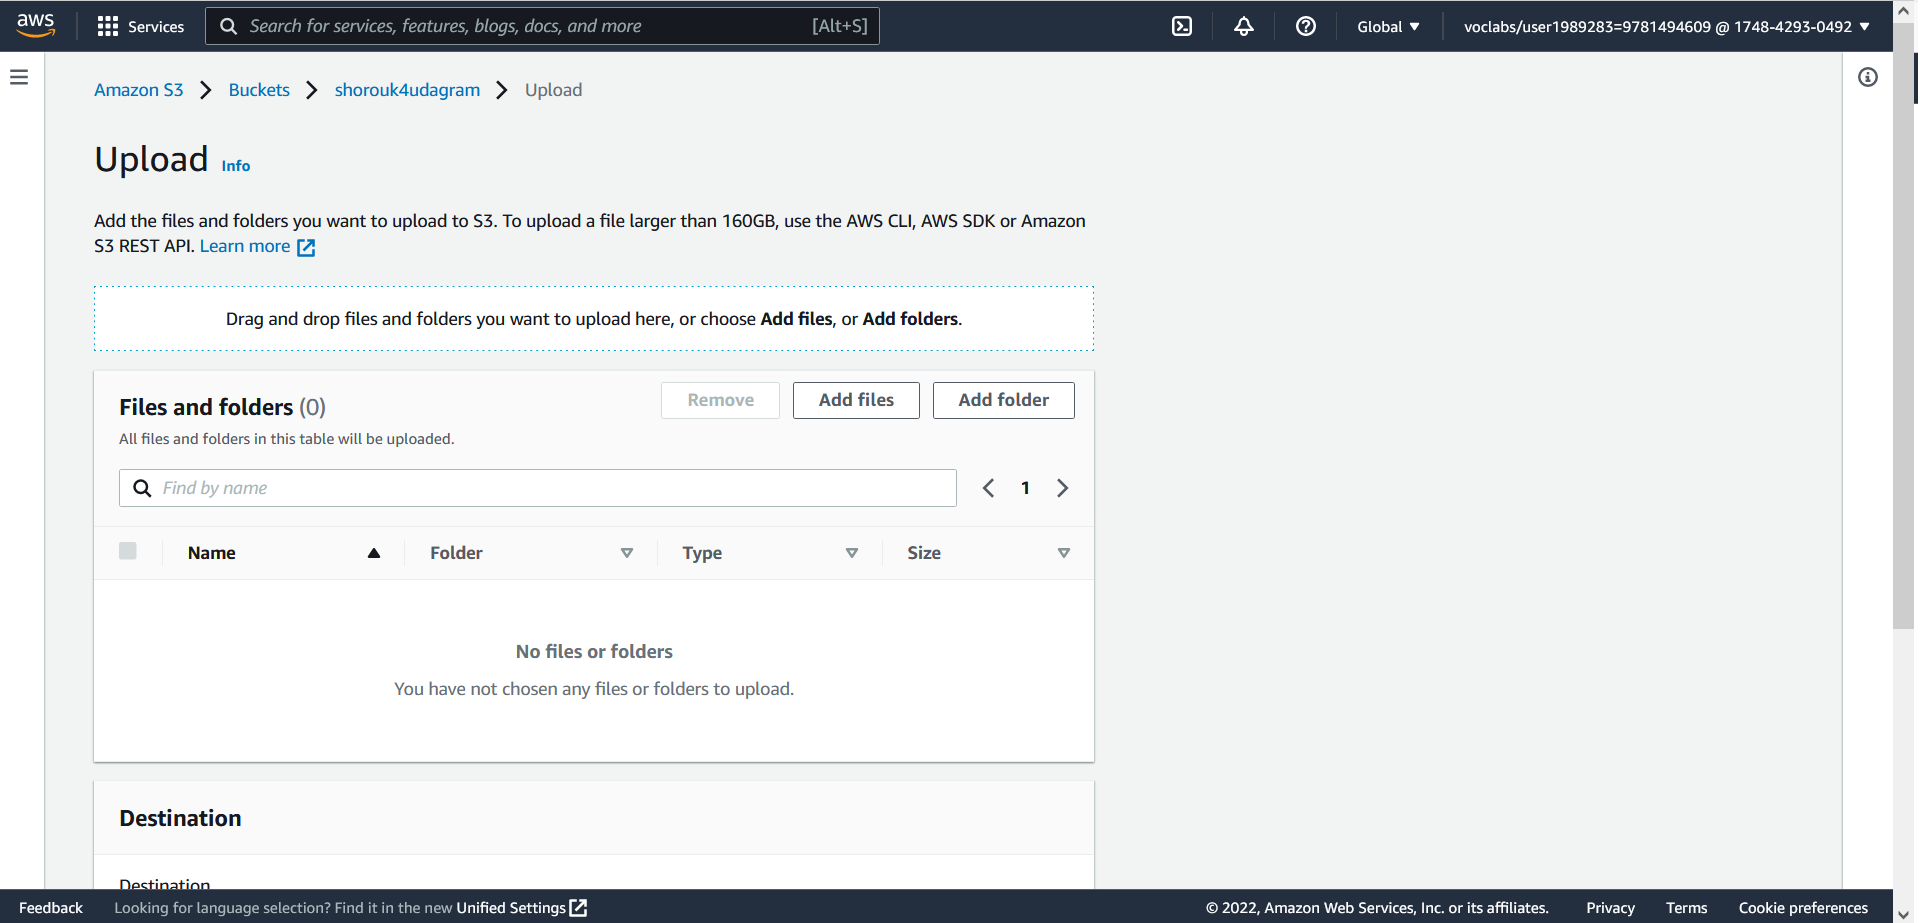 aws
Services
Search for services, features, blogs, docs, and more
[Alt+S]
Global
voclabs/user1989283=9781494609 @ 1748-4293-0492
Amazon S3
Buckets
shorouk4udagram
Upload
Upload
Info
Add the files and folders you want to upload to S3. To upload a file larger than 160GB, use the AWS CLI, AWS SDK or Amazon
S3 REST API. Learn more
Drag and drop files and folders you want to upload here, or choose Add files, or Add folders.
Files and folders (0)
Remove
Add files
Add folder
All files and folders in this table will be uploaded.
Find by name
1
Name
Folder
Type
Size
No files or folders
You have not chosen any files or folders to upload.
Destination
Destination
Feedback
Looking for language selection? Find it in the new Unified Settings
© 2022, Amazon Web Services, Inc. or its affiliates.
Privacy
Terms
Cookie preferences